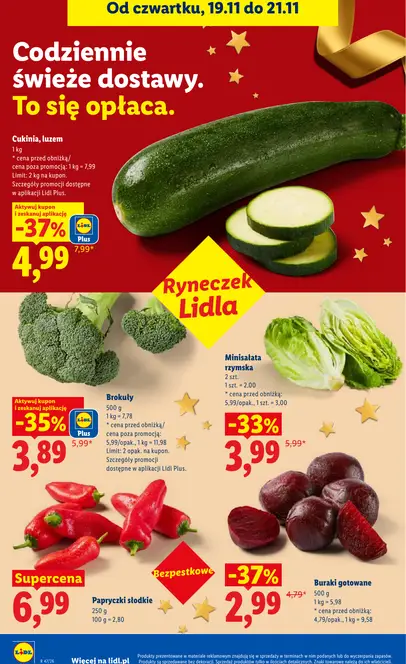 Od czwartku, 19.11 do 21.11
Codziennie
świeże dostawy.
To się opłaca.
Cukinia, luzem
1 kg
* cena przed obniżką/
cena poza promocją: 1 kg = 7,99
Limit: 2 kg na kupon.
Szczegóły promocji dostępne
w aplikacji Lidl Plus.
Aktywuj kupon
i zeskanuj aplikację
-37%
LIDL
Plus
7,99*
4,99
Ryneczek
Lidla
Brokuły
500 g
1 kg = 7,78
* cena przed obniżką/
cena poza promocją:
5,99/opak., 1 kg = 11,98
Limit: 2 opak. na kupon.
Szczegóły promocji
dostępne w aplikacji Lidl Plus.
Aktywuj kupon
i zeskanuj aplikację
-35%
LIDL
Plus
5,99*
3,89
Minisałata
rzymska
2 szt.
1 szt. = 2,00
* cena przed obniżką:
5,99/opak., 1 szt. = 3,00
-33%
5,99*
3,99
Supercena
6,99
Papryczki słodkie
250 g
100 g = 2,80
Bezpestkowe
-37%
4,79*
2,99
Buraki gotowane
500 g
1 kg = 5,98
* cena przed obniżką:
4,79/opak., 1 kg = 9,58
LIDL
Więcej na lidl.pl